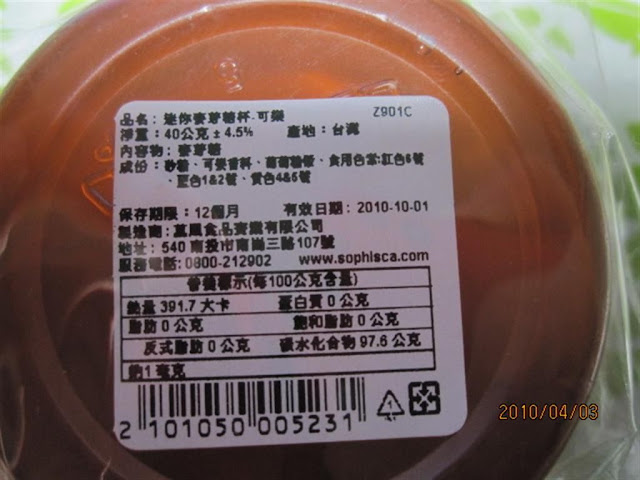 品名: 迷你麥芽糖杯-可樂 Z901C
淨重：40公克 ± 4.5% 產地：台灣
內容物: 麥芽糖
成份：砂糖、可樂香料、葡萄糖漿、食用色素:紅色6號
、藍色1&2號、黃色4&5號
保存期限：12個月 有效日期：2010-10-01
製造商: 萬鳳食品實業有限公司
地址: 540 南投市南崗三路107號
服務電話: 0800-212902 www.sophisca.com
營養標示(每100公克含量)
熱量 391.7 大卡 蛋白質 0 公克
脂肪 0 公克 飽和脂肪 0 公克
反式脂肪 0 公克 碳水化合物 97.6 公克
鈉1 毫克
2 101050 005231
2010/04/03